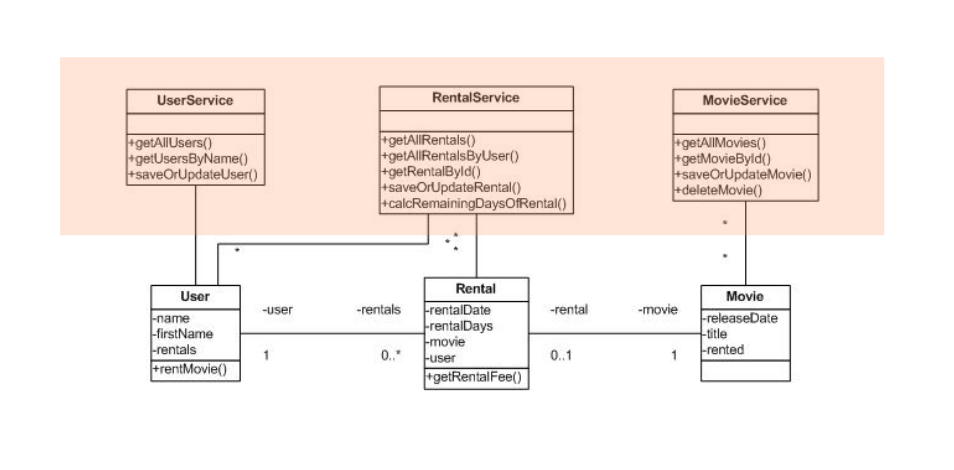 UserService
+getAllUsers()
+getUsersByName()
+saveOrUpdateUser()
RentalService
+getAllRentals()
+getAllRentalsByUser()
+getRentalById()
+saveOrUpdateRental()
+calcRemainingDaysOfRental()
MovieService
+getAllMovies()
+getMovieById()
+saveOrUpdateMovie()
+deleteMovie()
*
*
*
*
*
*
User
-name
-firstName
-rentals
+rentMovie()
-user
1
-rentals
0..*
Rental
-rentalDate
-rentalDays
-movie
-user
+getRentalFee()
-rental
0..1
-movie
1
Movie
-releaseDate
-title
-rented